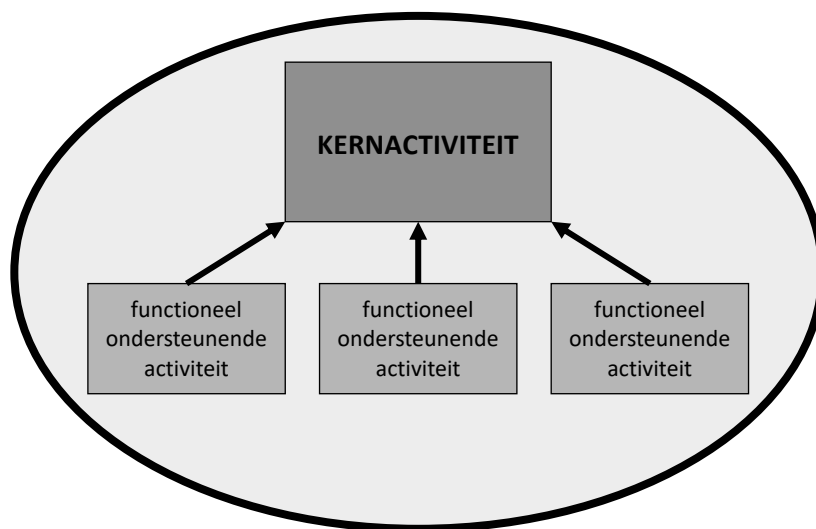 KERNACTIVITEIT
functioneel
ondersteunende
activiteit
functioneel
ondersteunende
activiteit
functioneel
ondersteunende
activiteit